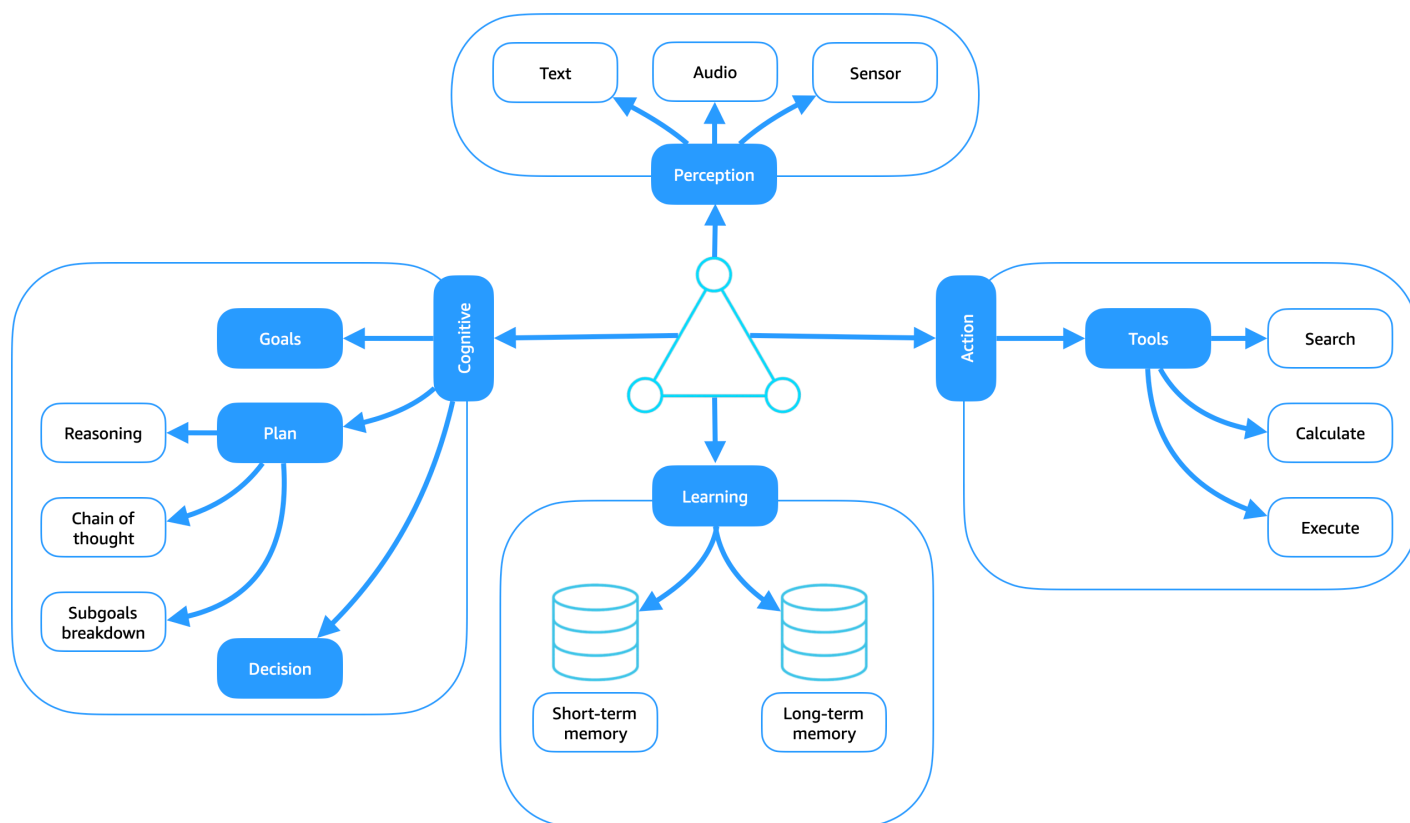 Text
Audio
Sensor
Perception
Cognitive
Goals
Plan
Reasoning
Chain of
thought
Subgoals
breakdown
Decision
Action
Tools
Search
Calculate
Execute
Learning
Short-term
memory
Long-term
memory